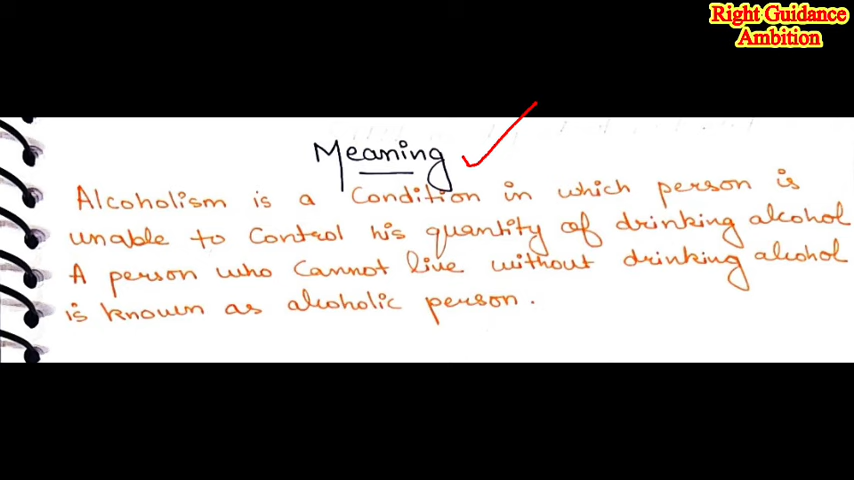 Right Guidance
Ambition
Meaning
Alcoholism is a Condition in which person is
unable to Control his quantity of drinking alcohol
A person who Cannot live without drinking alcohol
is known as alcoholic person.